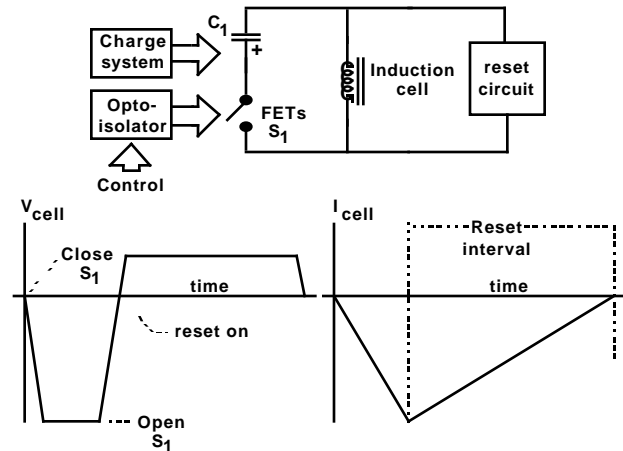 C1
Charge
system
+
Opto-
isolator
FETs
S1
Control
Induction
cell
reset
circuit
Vcell
Close
S1
time
reset on
Open
S1
Icell
Reset
interval
time